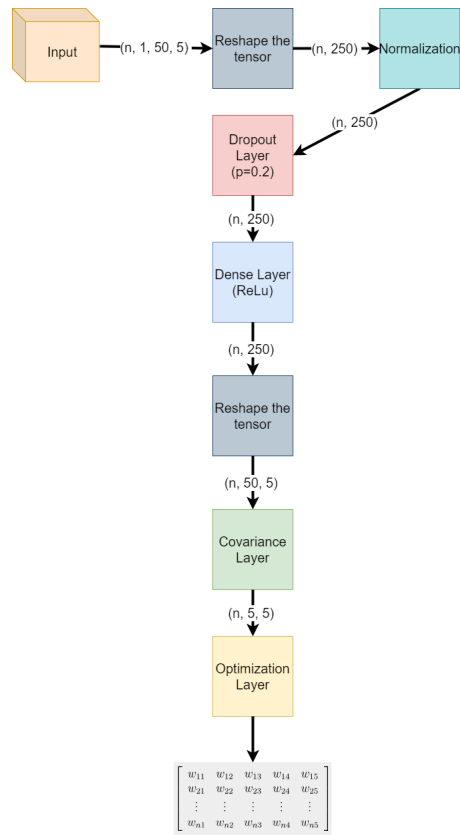 Input
(n, 1, 50, 5)
Reshape the
tensor
(n, 250)
Normalization
(n, 250)
Dropout
Layer
(p=0.2)
(n, 250)
Dense Layer
(ReLu)
(n, 250)
Reshape the
tensor
(n, 50, 5)
Covariance
Layer
(n, 5, 5)
Optimization
Layer
w₁₁ w₁₂ w₁₃ w₁₄ w₁₅
w₂₁ w₂₂ w₂₃ w₂₄ w₂₅
⋮ ⋮ ⋮ ⋮ ⋮
wₙ₁ wₙ₂ wₙ₃ wₙ₄ wₙ₅